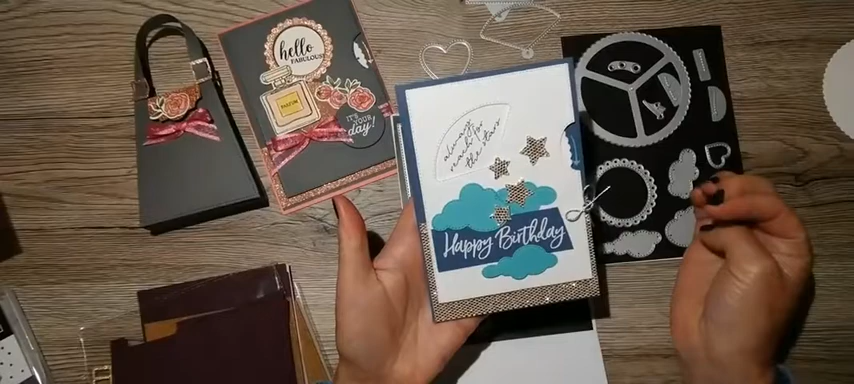 hello
FABULOUS
PARFUM
IT'S
YOUR
day!
always
reach for
the stars
Happy Birthday